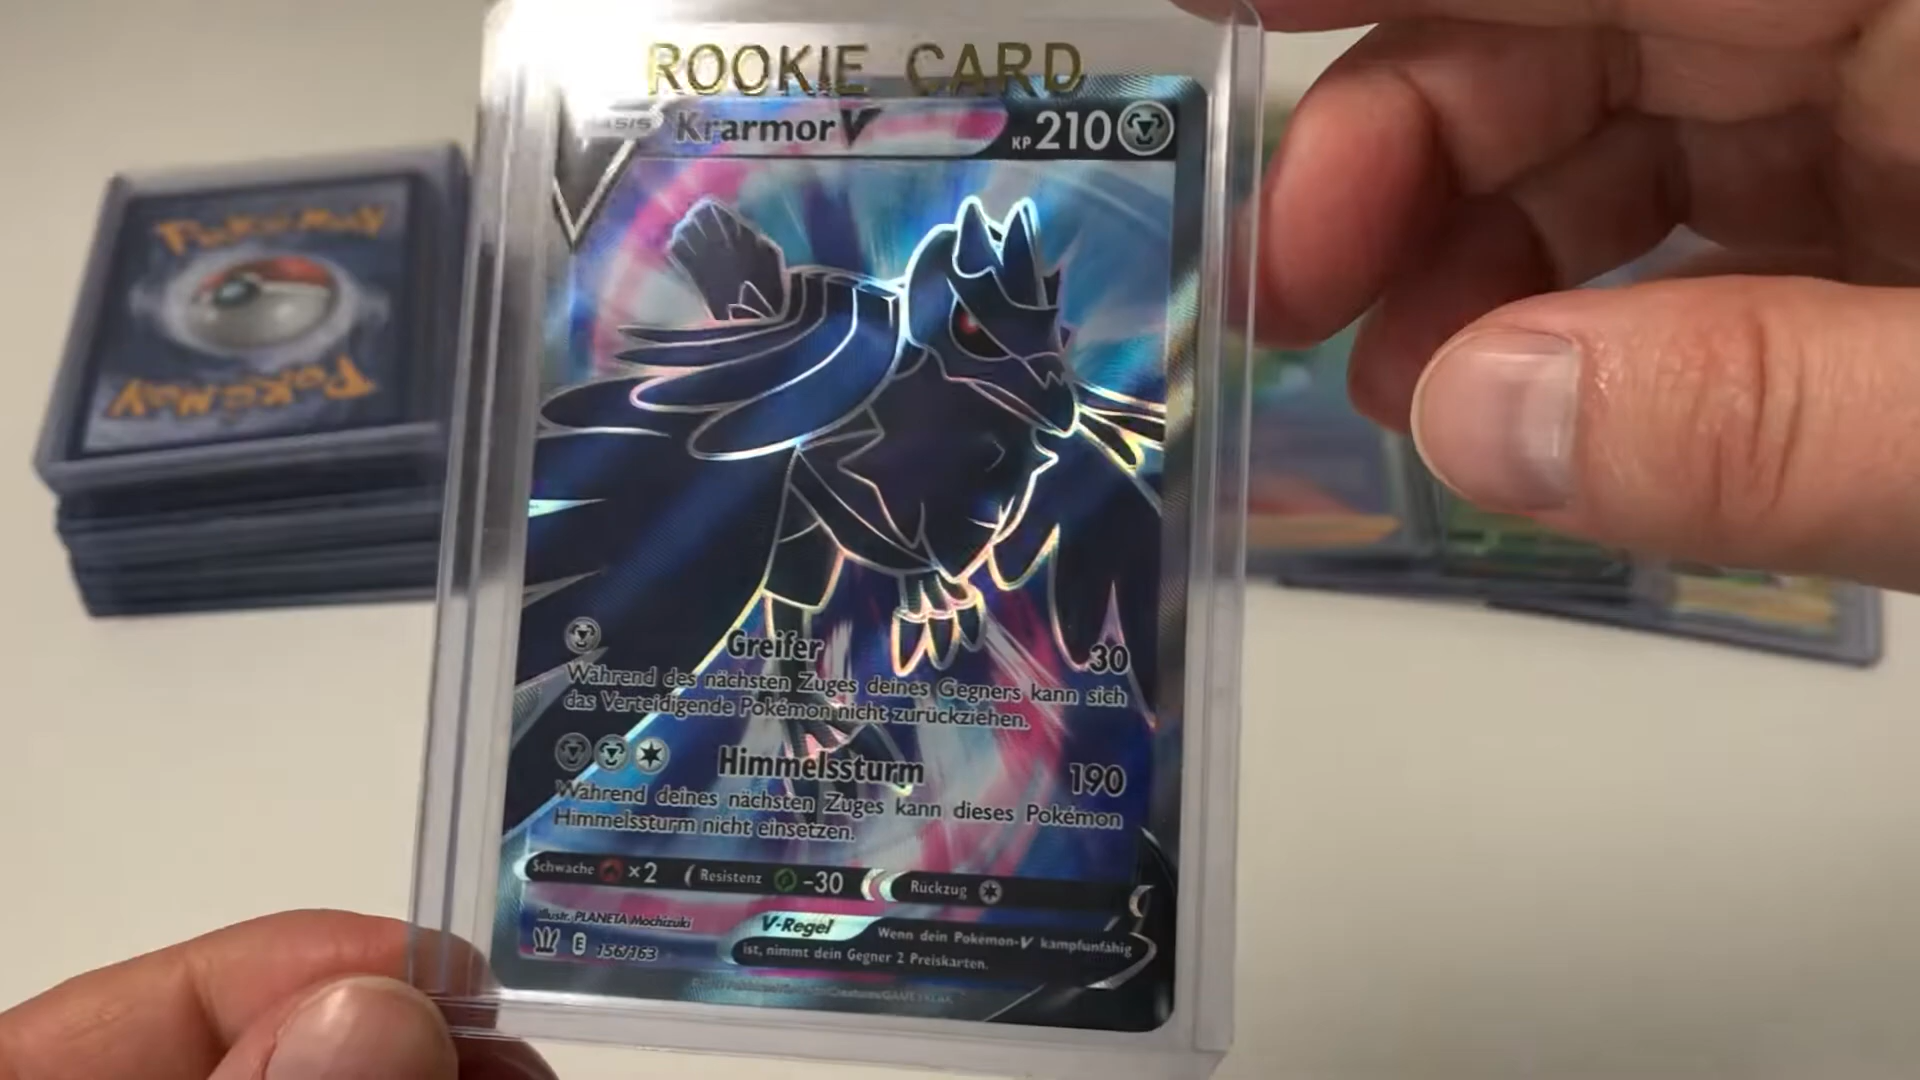 ROOKIE CARD
Krarmor V KP 210
Greifer 30
Während des nächsten Zuges deines Gegners kann sich
das Verteidigende Pokémon nicht zurückziehen.
Himmelssturm 190
Während deines nächsten Zuges kann dieses Pokémon
Himmelssturm nicht einsetzen.
Schwäche ×2 Resistenz -30 Rückzug
Illustr. PLANETA Mochizuki
V-Regel Wenn dein Pokémon-V kampfunfähig
ist, nimmt dein Gegner 2 Preiskarten.
E 156/163
Pokémon
Pokémon